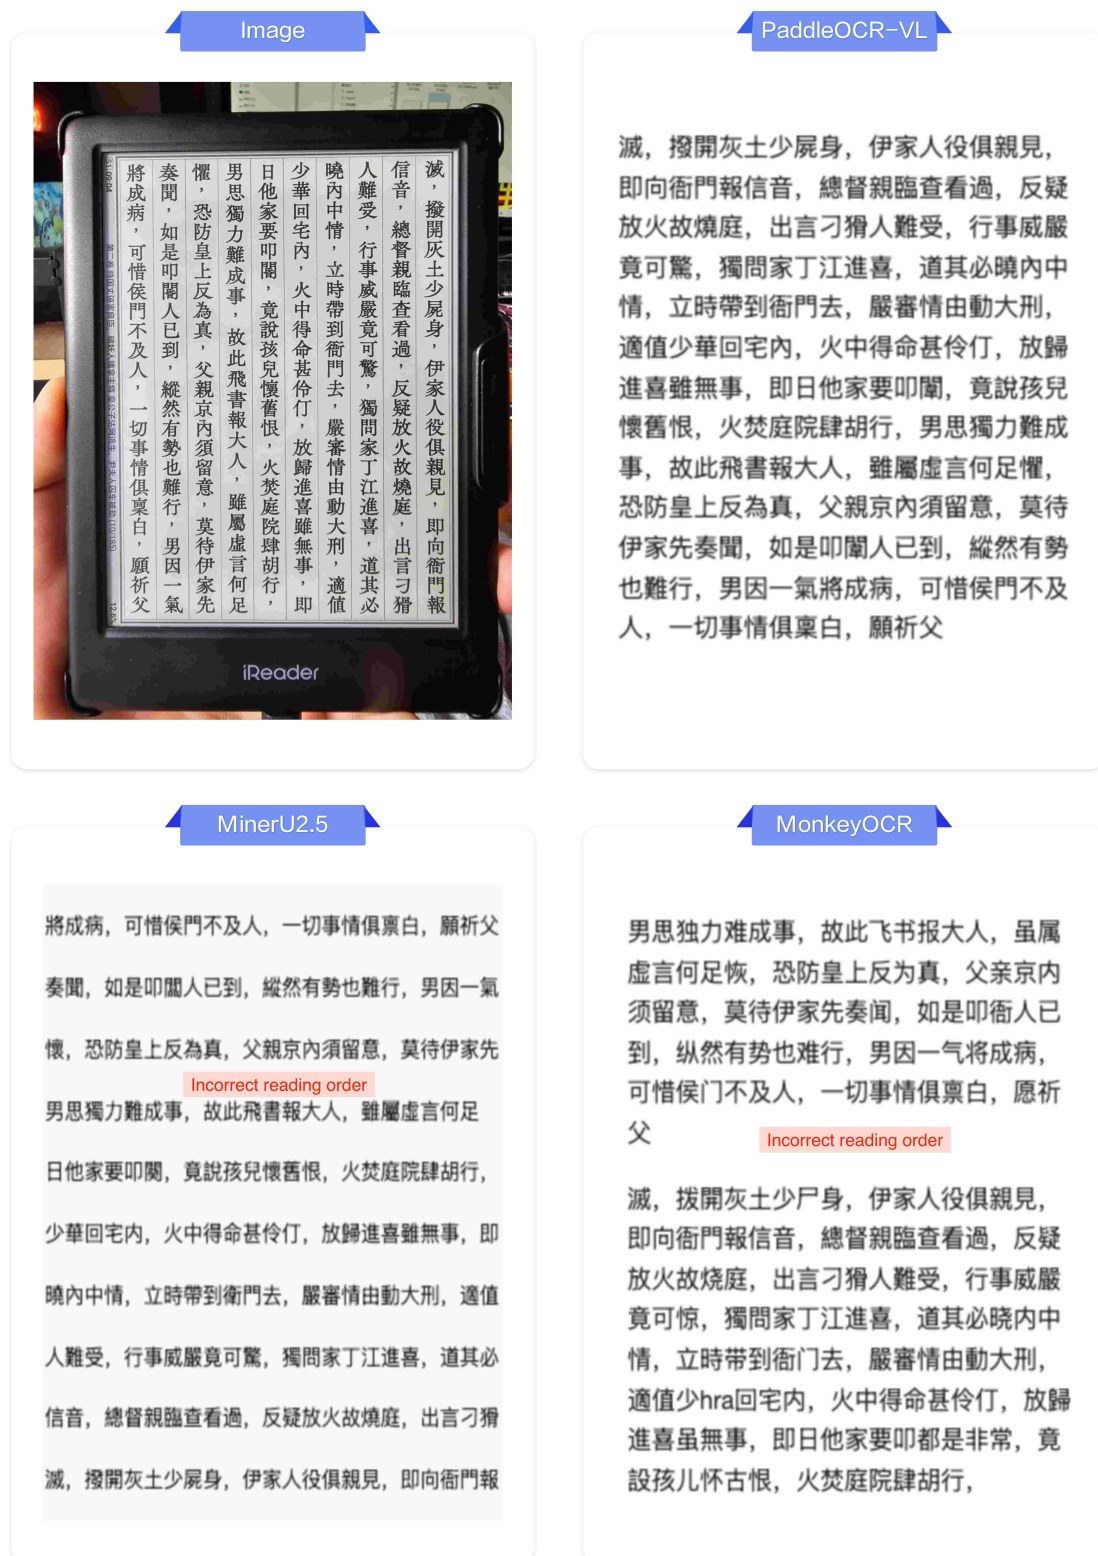 Image
滅，撥開灰土少屍身，伊家人役俱親見，即向衙門報
信音，總督親臨查看過，反疑放火故燒庭，出言刁猾
人難受，行事威嚴竟可驚，獨問家丁江進喜，道其必
曉內中情，立時帶到衙門去，嚴審情由動大刑，適值
少華回宅內，火中得命甚伶仃，放歸進喜雖無事，即
日他家要叩閽，竟說孩兒懷舊恨，火焚庭院肆胡行，
男思獨力難成事，故此飛書報大人，雖屬虛言何足
懼，恐防皇上反為真，父親京內須留意，莫待伊家先
奏聞，如是叩閽人已到，縱然有勢也難行，男因一氣
將成病，可惜侯門不及人，一切事情俱稟白，願祈父
12.6%
iReader
PaddleOCR-VL
滅，撥開灰土少屍身，伊家人役俱親見，
即向衙門報信音，總督親臨查看過，反疑
放火故燒庭，出言刁猾人難受，行事威嚴
竟可驚，獨問家丁江進喜，道其必曉內中
情，立時帶到衙門去，嚴審情由動大刑，
適值少華回宅內，火中得命甚伶仃，放歸
進喜雖無事，即日他家要叩闈，竟說孩兒
懷舊恨，火焚庭院肆胡行，男思獨力難成
事，故此飛書報大人，雖屬虛言何足懼，
恐防皇上反為真，父親京內須留意，莫待
伊家先奏聞，如是叩闈人已到，縱然有勢
也難行，男因一氣將成病，可惜侯門不及
人，一切事情俱稟白，願祈父
MinerU2.5
將成病，可惜侯門不及人，一切事情俱禀白，願祈父
奏聞，如是叩闔人已到，縱然有勢也難行，男因一氣
懷，恐防皇上反為真，父親京內須留意，莫待伊家先
Incorrect reading order
男思獨力難成事，故此飛書報大人，雖屬虛言何足
日他家要叩闋，竟說孩兒懷舊恨，火焚庭院肆胡行，
少華回宅内，火中得命甚伶仃，放歸進喜雖無事，即
曉內中情，立時帶到衛門去，嚴審情由動大刑，適值
人難受，行事威嚴竟可驚，獨問家丁江進喜，道其必
信音，總督親臨查看過，反疑放火故燒庭，出言刁猾
滅，撥開灰土少屍身，伊家人役俱親見，即向衙門報
MonkeyOCR
男思独力难成事，故此飞书报大人，虽属
虚言何足恢，恐防皇上反为真，父亲京内
须留意，莫待伊家先奏闻，如是叩衙人已
到，纵然有势也难行，男因一气将成病，
可惜侯门不及人，一切事情俱禀白，愿祈
父
Incorrect reading order
滅，拨開灰土少尸身，伊家人役俱親見，
即向衙門報信音，總督親臨查看過，反疑
放火故烧庭，出言刁猾人難受，行事威嚴
竟可惊，獨問家丁江進喜，道其必晓内中
情，立時带到衙门去，嚴審情由動大刑，
適值少hra回宅内，火中得命甚伶仃，放歸
進喜虽無事，即日他家要叩都是非常，竟
設孩儿怀古恨，火焚庭院肆胡行，